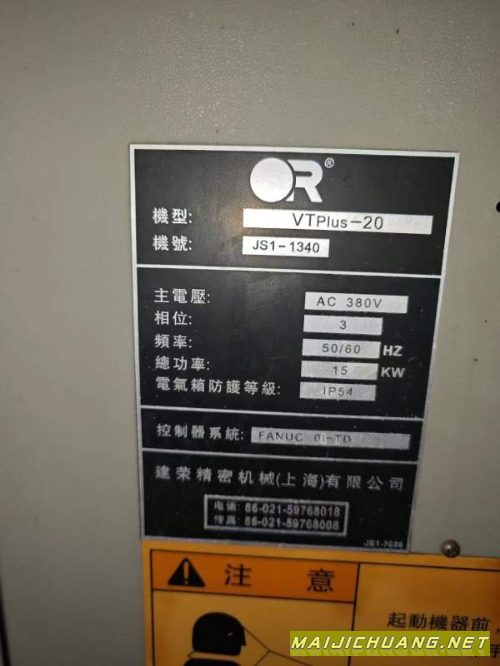 OR®
機型: VTPlus-20
機號: JS1-1340
主電壓: AC 380V
相位: 3
頻率: 50/60 HZ
總功率: 15 KW
電氣箱防護等級: IP54
控制器系統: FANUC 0i-TD
建荣精密机械(上海)有限公司
电话: 86-021-59768018
传真: 86-021-59768008
JS1-7036
注 意
起動機器前，
MAIJICHUANG.NET